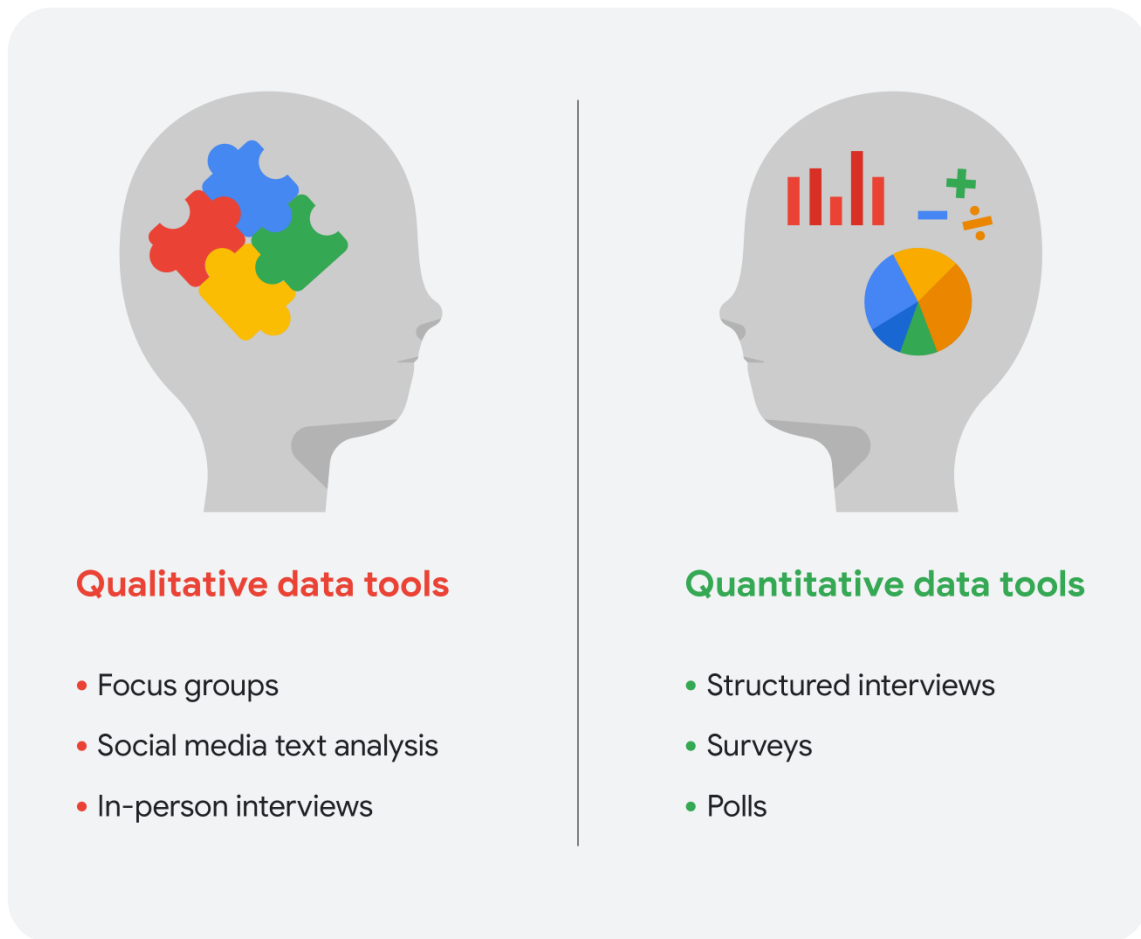 Qualitative data tools
• Focus groups
• Social media text analysis
• In-person interviews
Quantitative data tools
• Structured interviews
• Surveys
• Polls